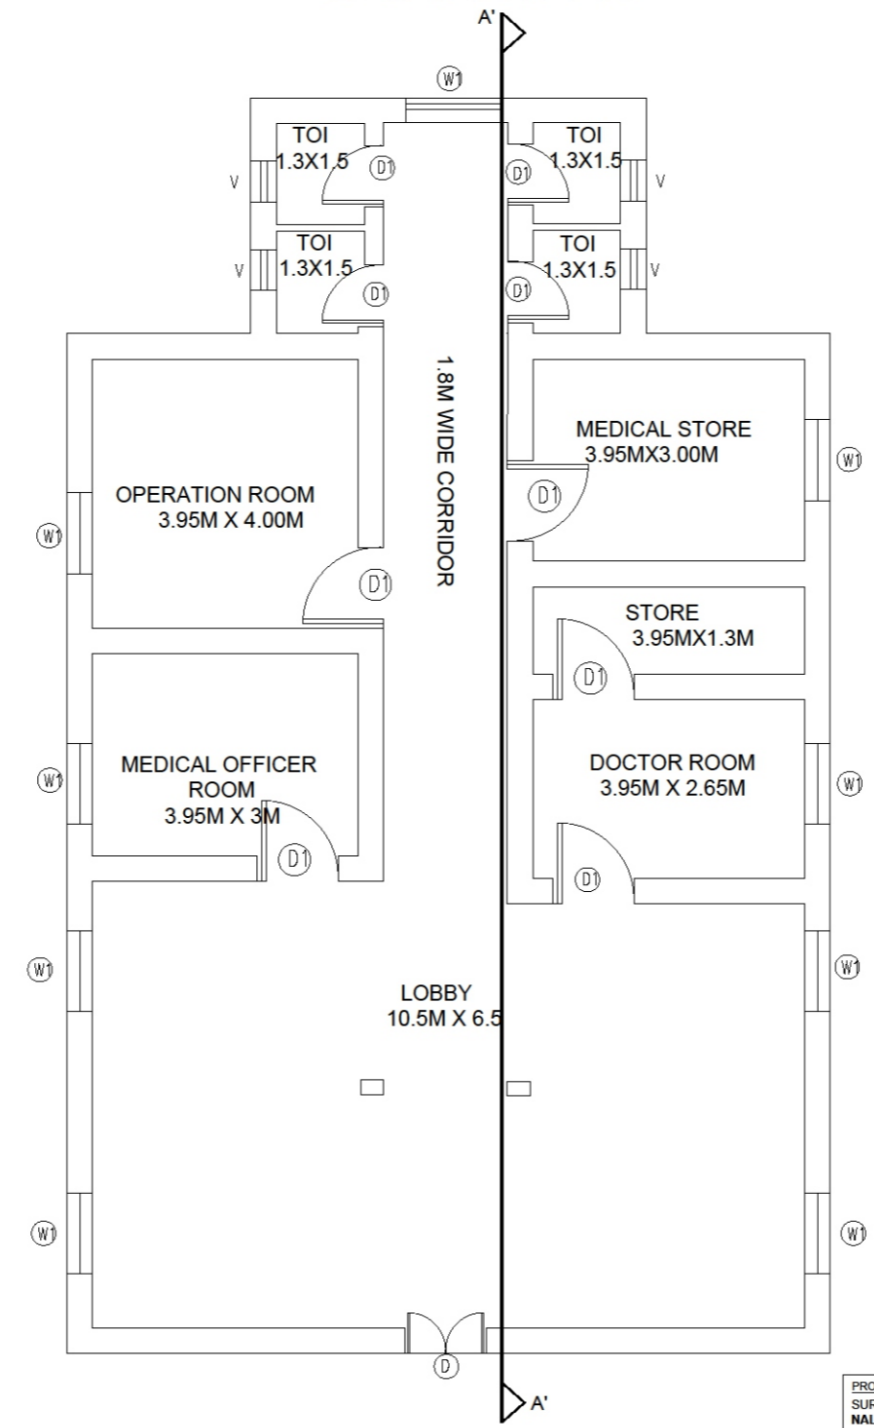 A'
W1
TOI
1.3X1.5
D1
V
TOI
1.3X1.5
D1
V
TOI
1.3X1.5
D1
V
TOI
1.3X1.5
D1
V
1.8M WIDE CORRIDOR
OPERATION ROOM
3.95M X 4.00M
W1
D1
MEDICAL STORE
3.95MX3.00M
W1
D1
STORE
3.95MX1.3M
D1
MEDICAL OFFICER
ROOM
3.95M X 3M
W1
D1
DOCTOR ROOM
3.95M X 2.65M
W1
D1
W1
W1
LOBBY
10.5M X 6.5
W1
W1
D
A'